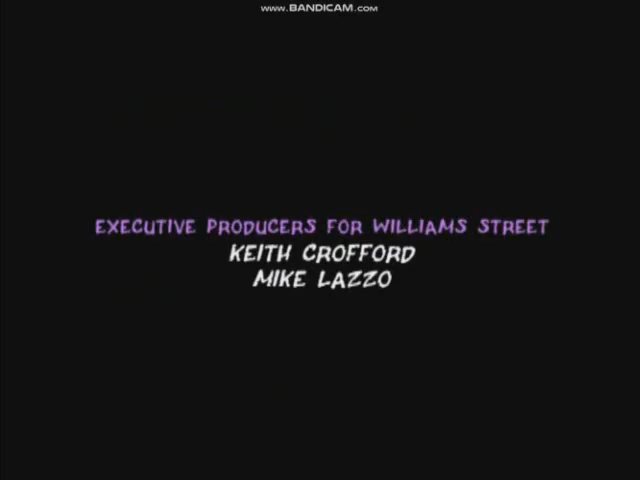 www.BANDICAM.com
EXECUTIVE PRODUCERS FOR WILLIAMS STREET
KEITH CROFFORD
MIKE LAZZO